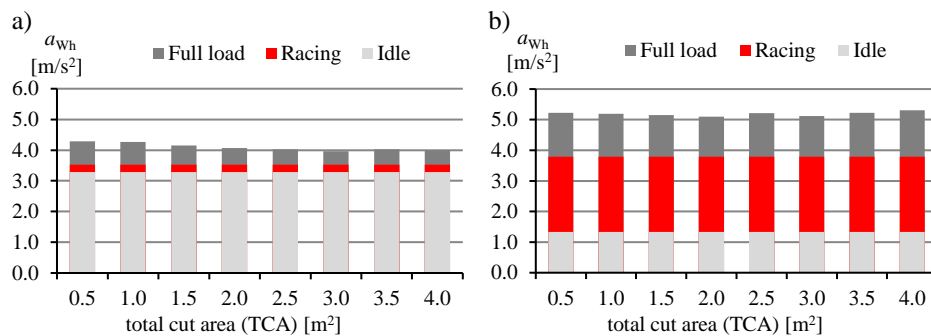 a)
a_Wh
[m/s²]
Full load Racing Idle
6.0
5.0
4.0
3.0
2.0
1.0
0.0
0.5 1.0 1.5 2.0 2.5 3.0 3.5 4.0
total cut area (TCA) [m²]
b)
a_Wh
[m/s²]
Full load Racing Idle
6.0
5.0
4.0
3.0
2.0
1.0
0.0
0.5 1.0 1.5 2.0 2.5 3.0 3.5 4.0
total cut area (TCA) [m²]